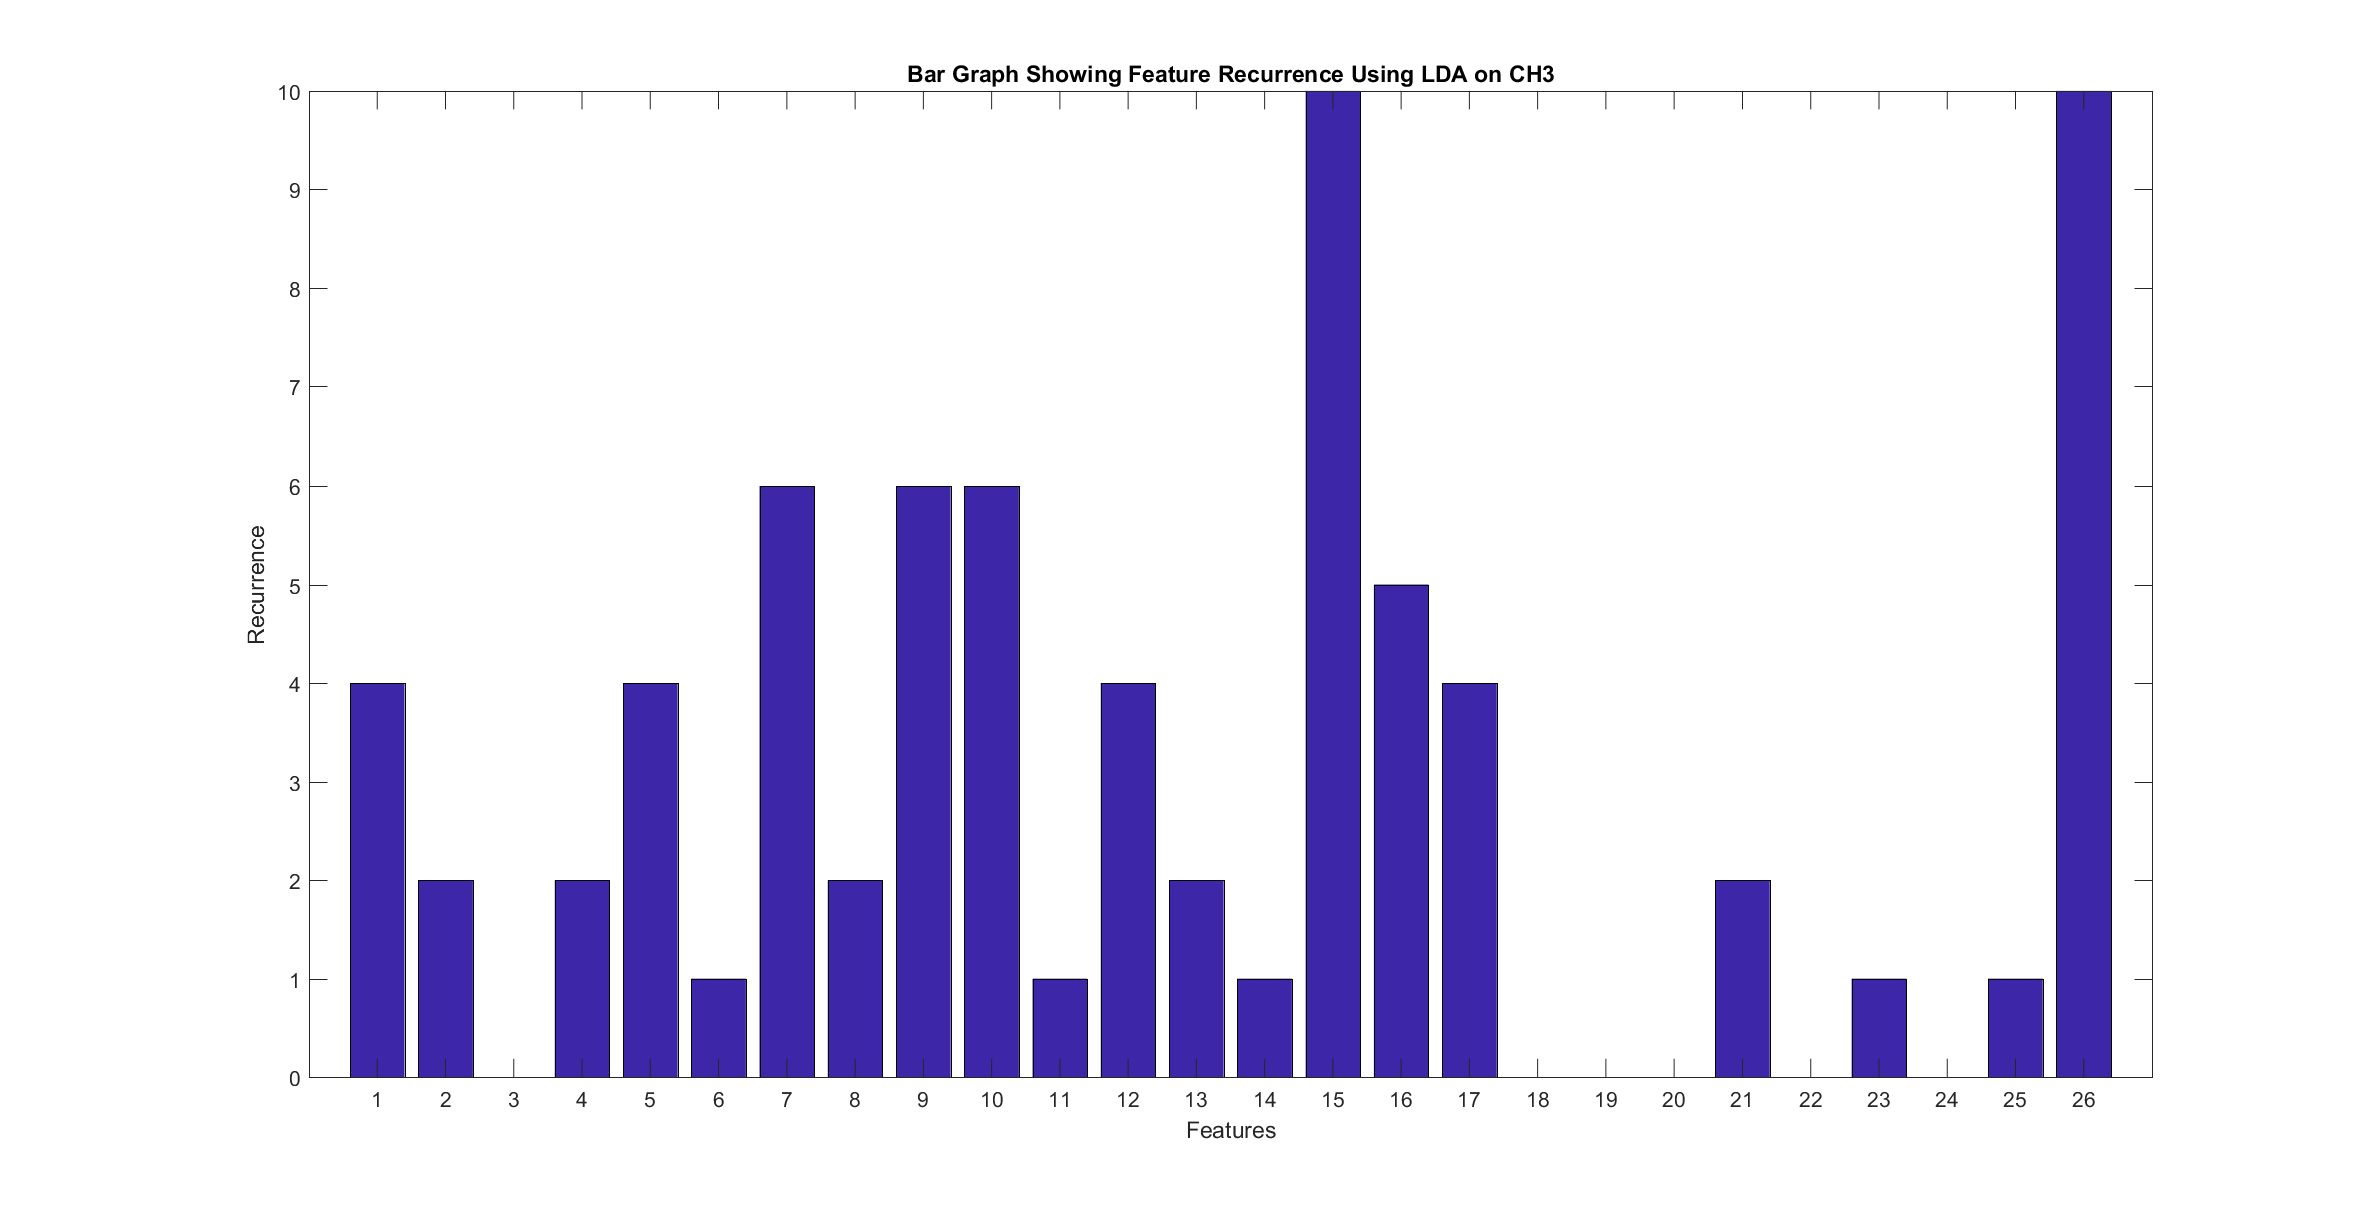 Bar Graph Showing Feature Recurrence Using LDA on CH3
10
9
8
7
6
5
4
3
2
1
0
Recurrence
1 2 3 4 5 6 7 8 9 10 11 12 13 14 15 16 17 18 19 20 21 22 23 24 25 26
Features